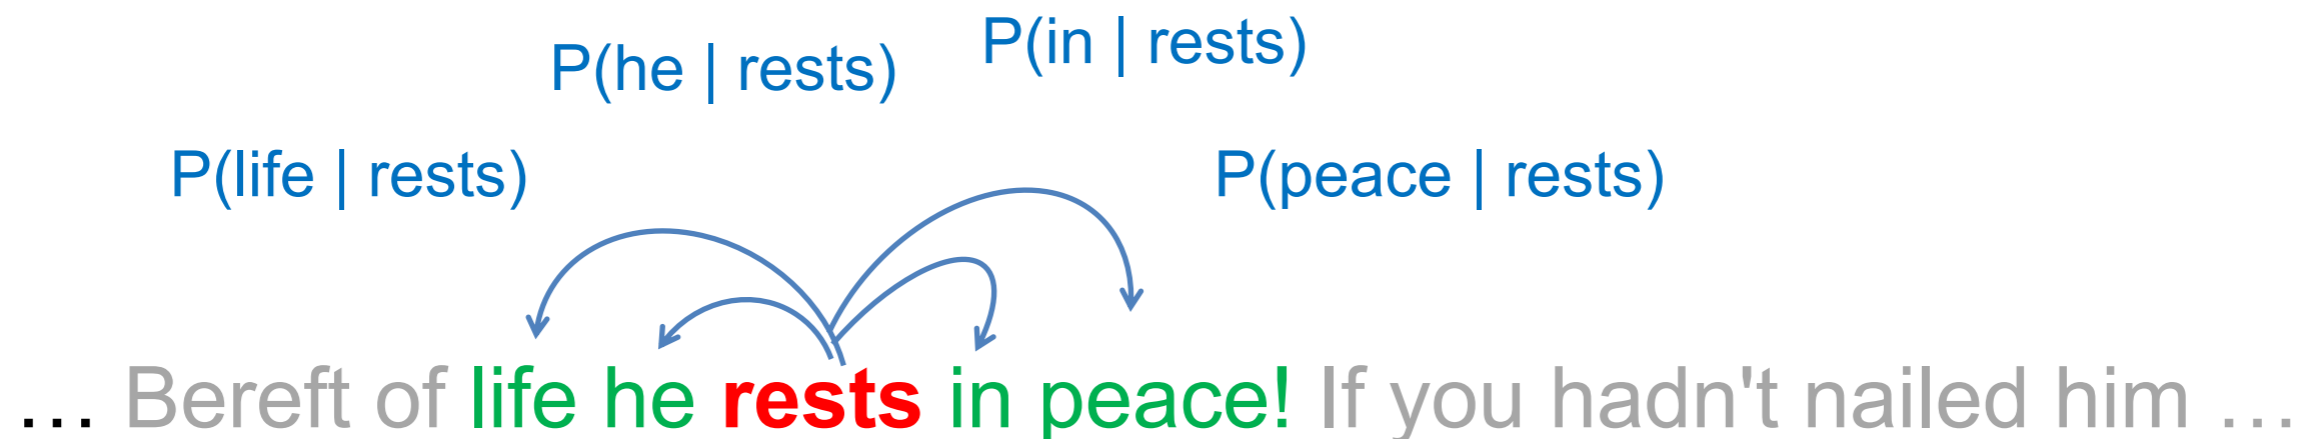 P(in | rests)
P(he | rests)
P(life | rests)
P(peace | rests)
… Bereft of life he rests in peace! If you hadn't nailed him …